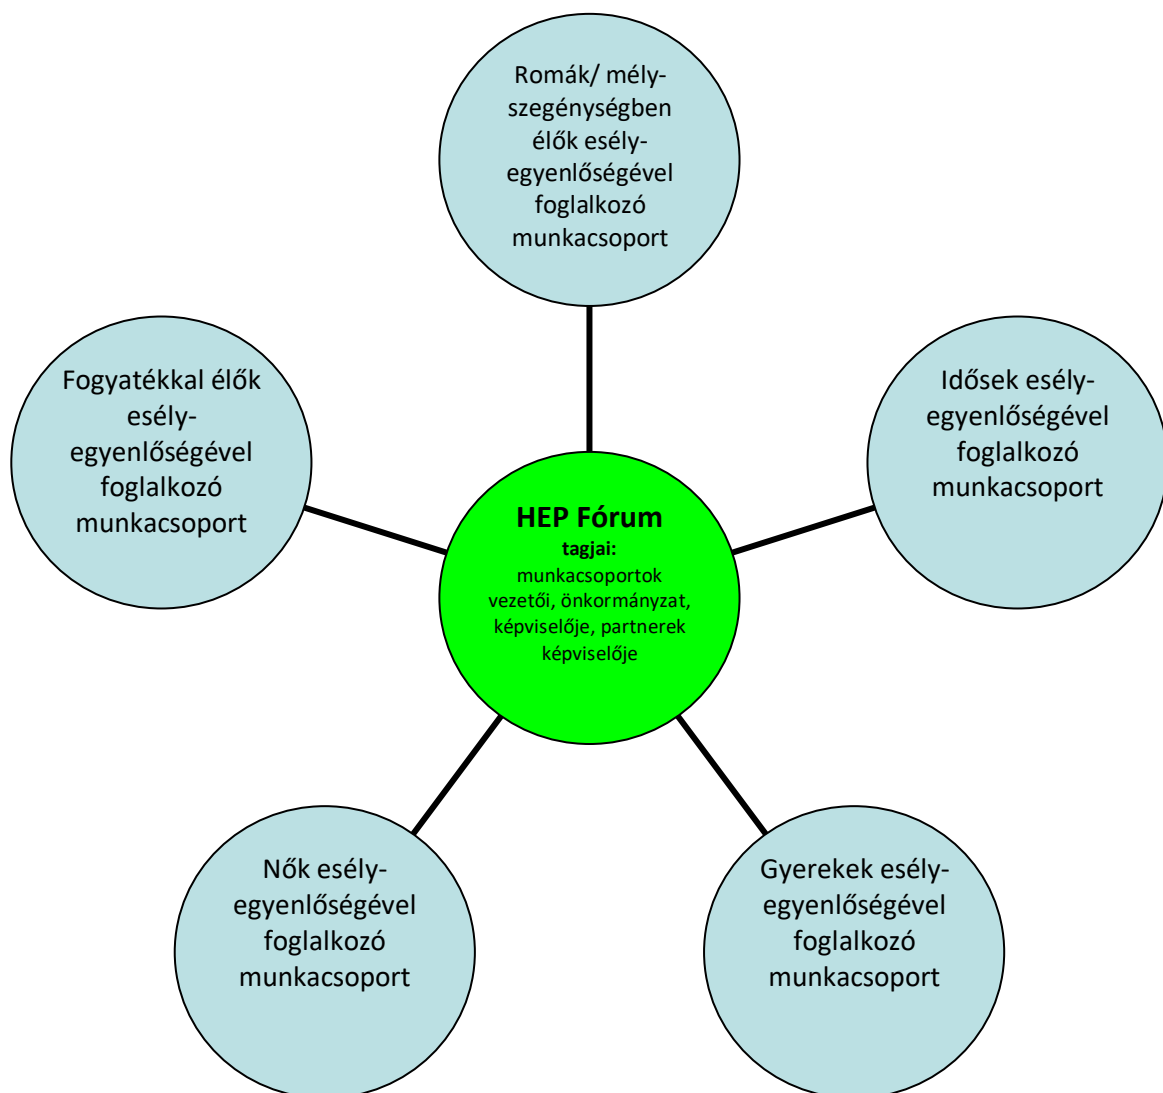 Romák/ mély-
szegénységben
élők esély-
egyenlőségével
foglalkozó
munkacsoport
Fogyatékkal élők
esély-
egyenlőségével
foglalkozó
munkacsoport
Idősek esély-
egyenlőségével
foglalkozó
munkacsoport
HEP Fórum
tagjai:
munkacsoportok
vezetői, önkormányzat,
képviselője, partnerek
képviselője
Nők esély-
egyenlőségével
foglalkozó
munkacsoport
Gyerekek esély-
egyenlőségével
foglalkozó
munkacsoport